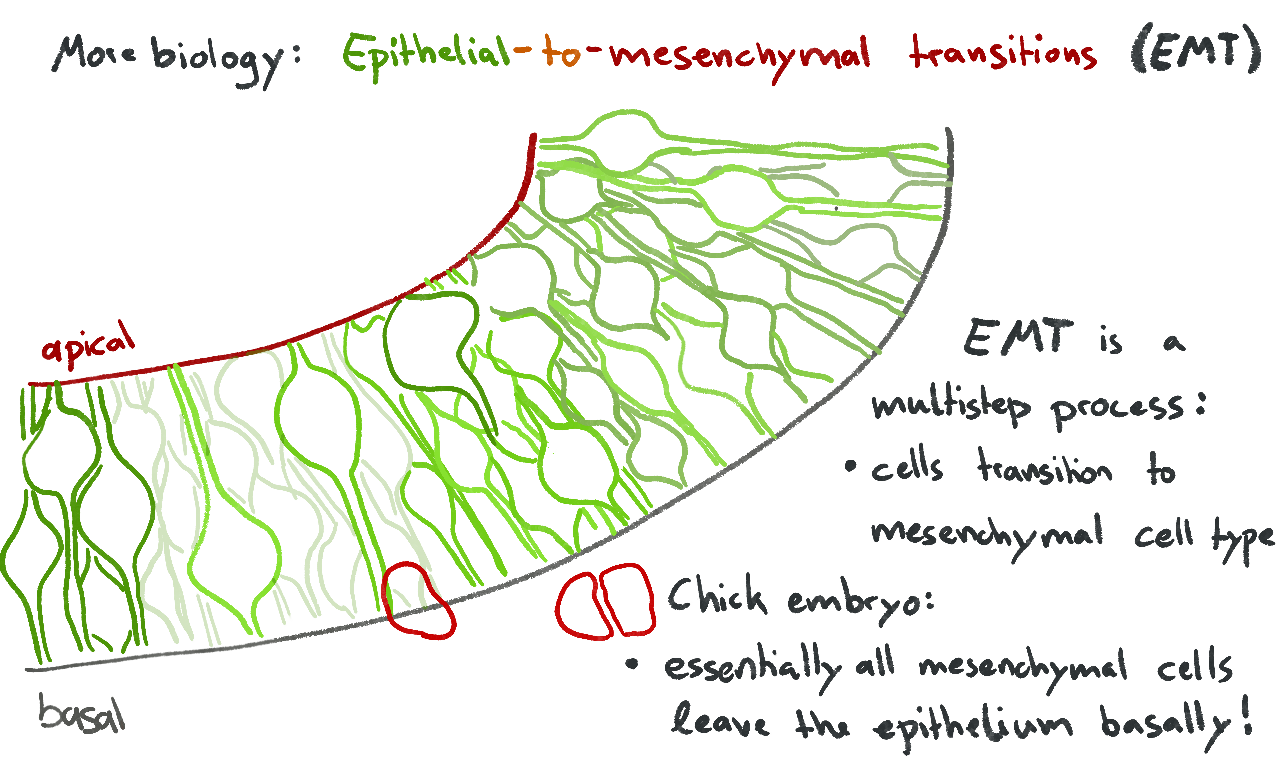 More biology: Epithelial-to-mesenchymal transitions (EMT)
apical
EMT is a
multistep process:
• cells transition to
mesenchymal cell type
Chick embryo:
• essentially all mesenchymal cells
leave the epithelium basally!
basal